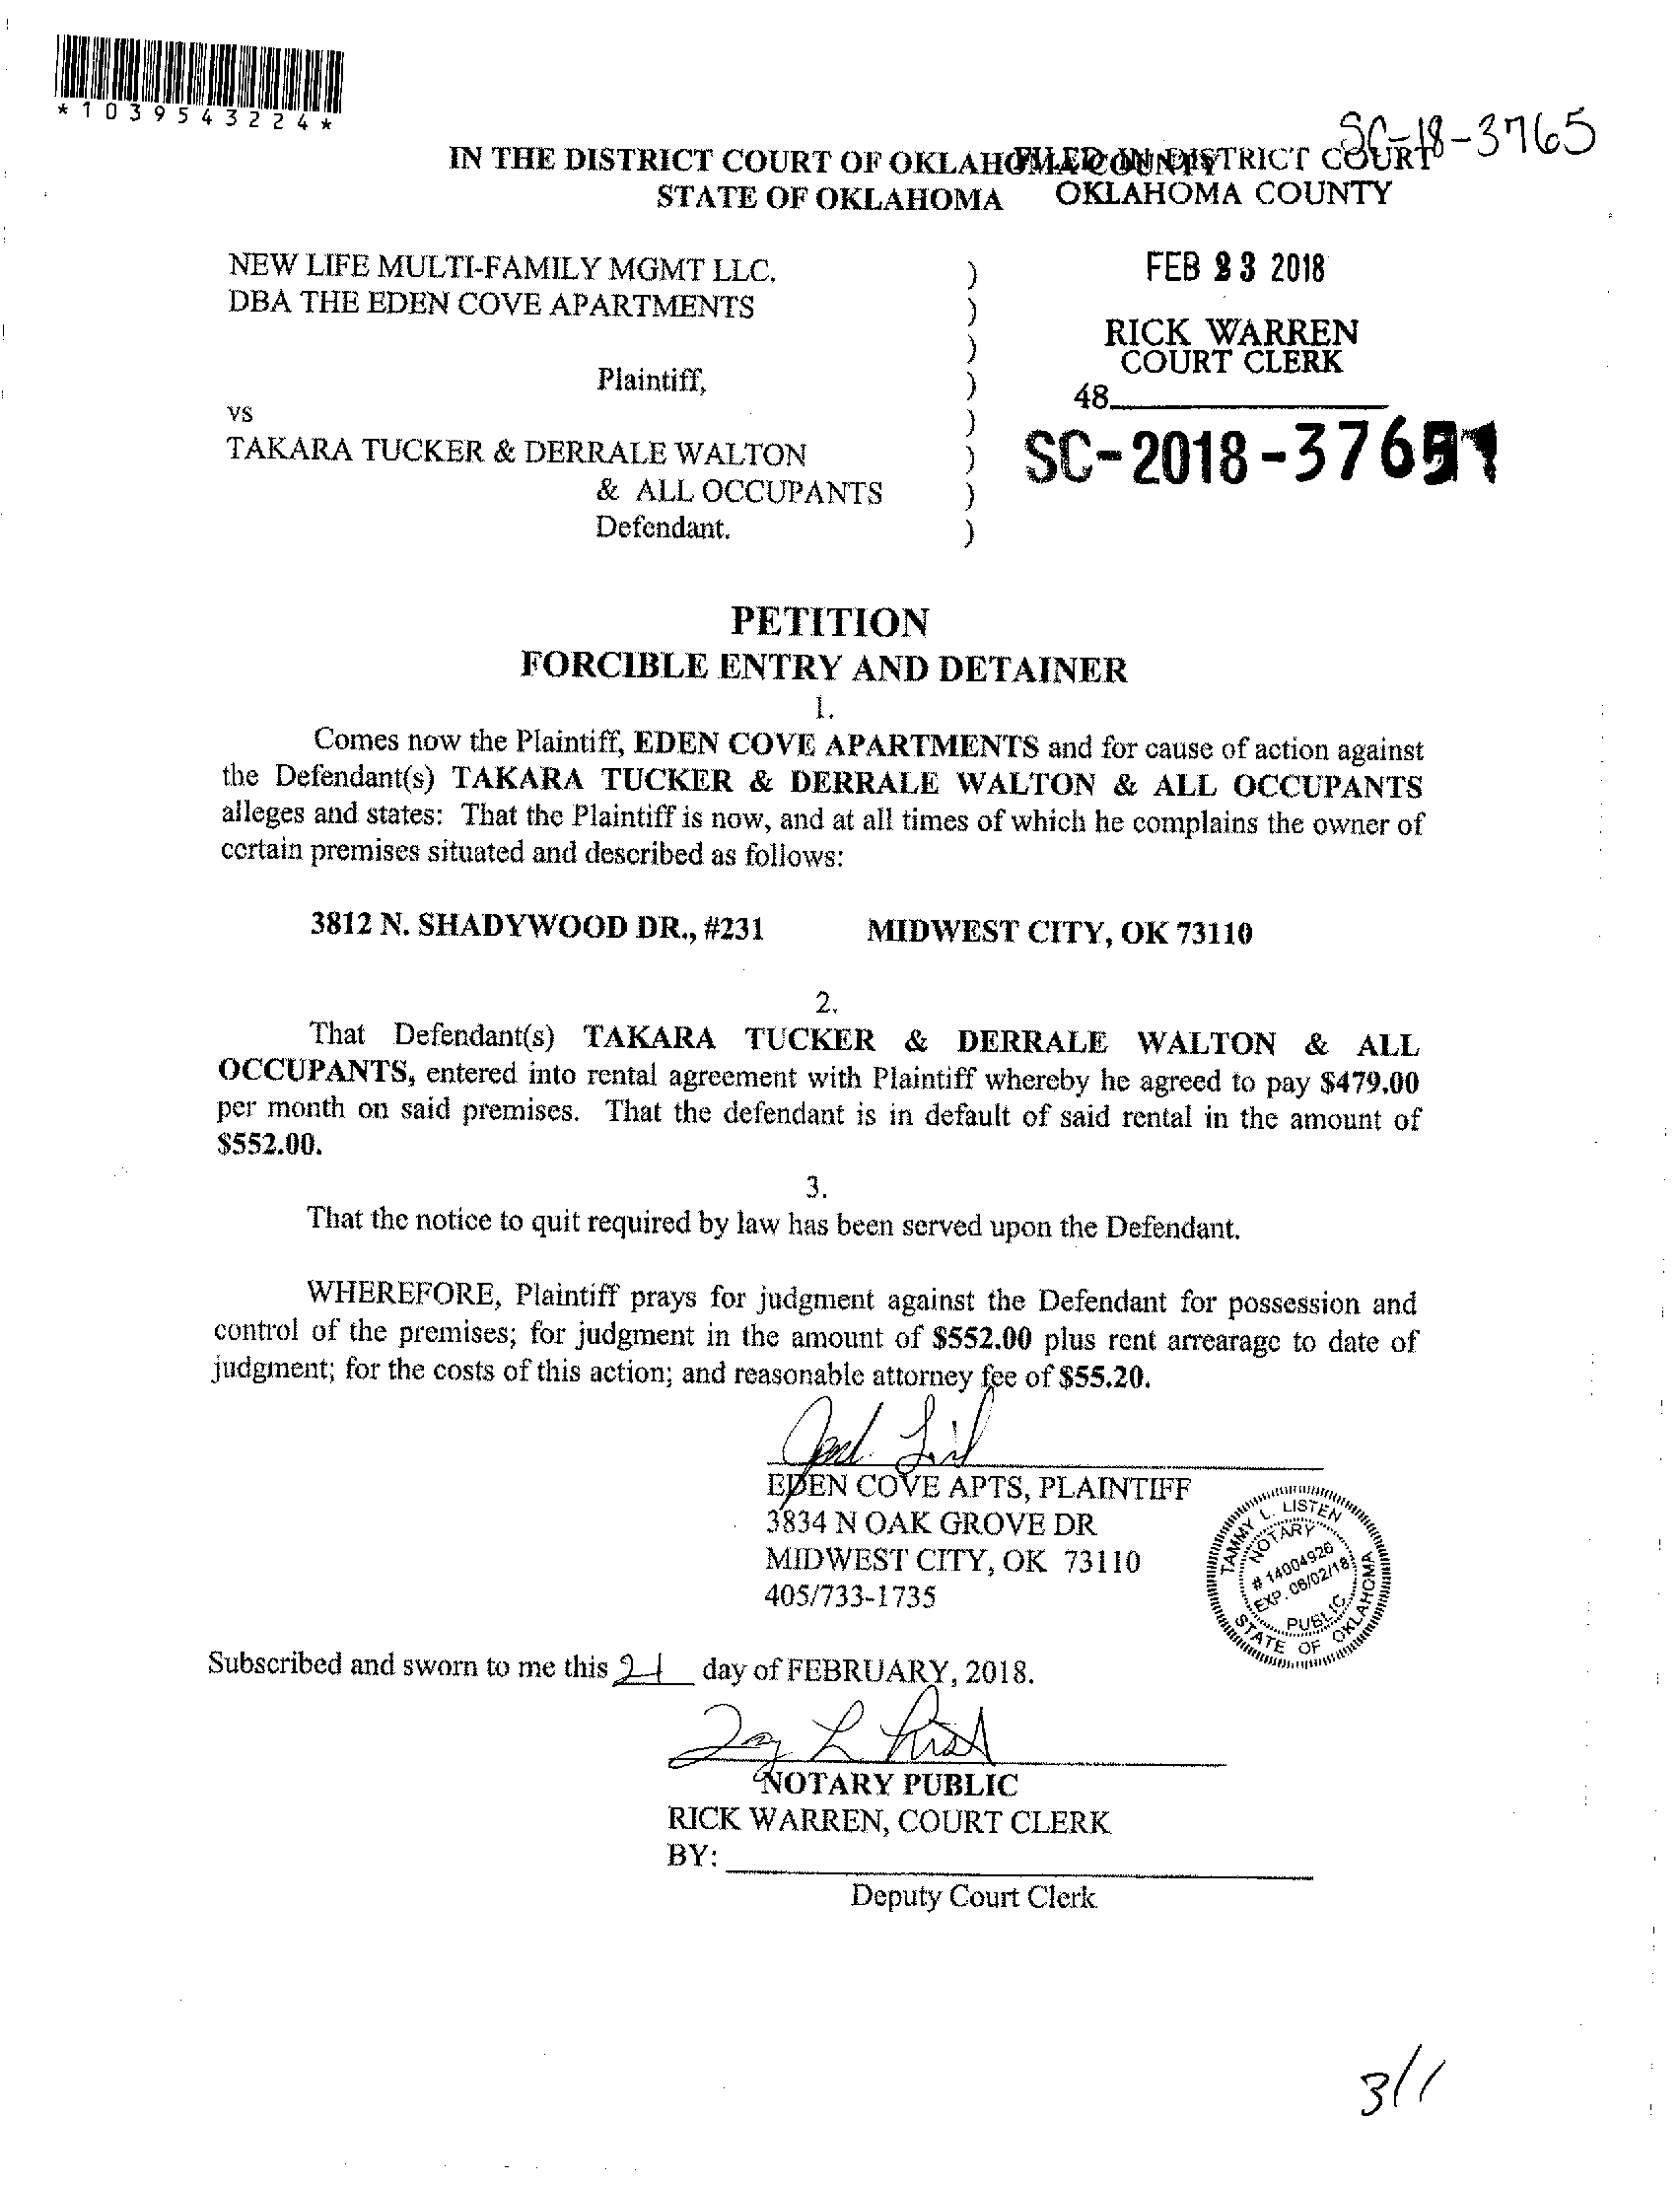 *1039543224*
SC-18-3765
IN THE DISTRICT COURT OF OKLAHOMA COUNTY
FILED IN DISTRICT COURT
STATE OF OKLAHOMA
OKLAHOMA COUNTY
NEW LIFE MULTI-FAMILY MGMT LLC. )
DBA THE EDEN COVE APARTMENTS )
)
Plaintiff, )
vs )
TAKARA TUCKER & DERRALE WALTON )
& ALL OCCUPANTS )
Defendant. )
FEB 23 2018
RICK WARREN
COURT CLERK
48
PETITION
FORCIBLE ENTRY AND DETAINER
1.
Comes now the Plaintiff, EDEN COVE APARTMENTS and for cause of action against
the Defendant(s) TAKARA TUCKER & DERRALE WALTON & ALL OCCUPANTS
alleges and states: That the Plaintiff is now, and at all times of which he complains the owner of
certain premises situated and described as follows:
3812 N. SHADYWOOD DR., #231 MIDWEST CITY, OK 73110
2.
That Defendant(s) TAKARA TUCKER & DERRALE WALTON & ALL
OCCUPANTS, entered into rental agreement with Plaintiff whereby he agreed to pay $479.00
per month on said premises. That the defendant is in default of said rental in the amount of
$552.00.
3.
That the notice to quit required by law has been served upon the Defendant.
WHEREFORE, Plaintiff prays for judgment against the Defendant for possession and
control of the premises; for judgment in the amount of $552.00 plus rent arrearage to date of
judgment; for the costs of this action; and reasonable attorney fee of $55.20.
EDEN COVE APTS, PLAINTIFF
3834 N OAK GROVE DR
MIDWEST CITY, OK 73110
405/733-1735
TAMMY L. LISTEN
NOTARY
# 14004926
EXP. 06/02/18
PUBLIC
STATE OF OKLAHOMA
Subscribed and sworn to me this 21 day of FEBRUARY, 2018.
NOTARY PUBLIC
RICK WARREN, COURT CLERK
BY:
Deputy Court Clerk
3/1